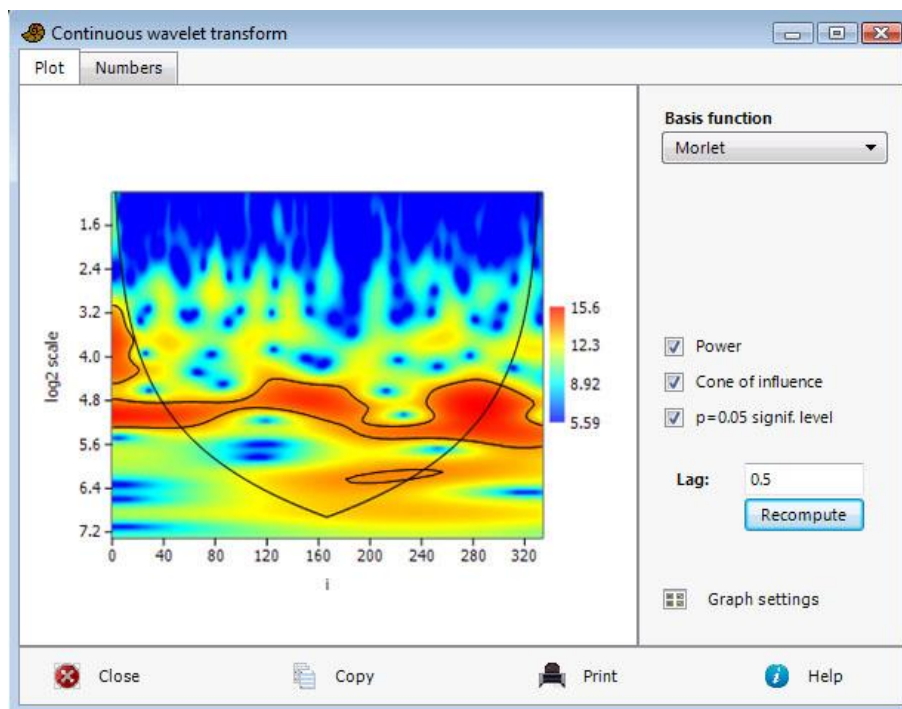 Continuous wavelet transform
Plot
Numbers
Basis function
Morlet
1.6
2.4
3.2
4.0
4.8
5.6
6.4
7.2
log2 scale
0
40
80
120
160
200
240
280
320
i
15.6
12.3
8.92
5.59
Power
Cone of influence
p=0.05 signif. level
Lag:
0.5
Recompute
Graph settings
Close
Copy
Print
Help